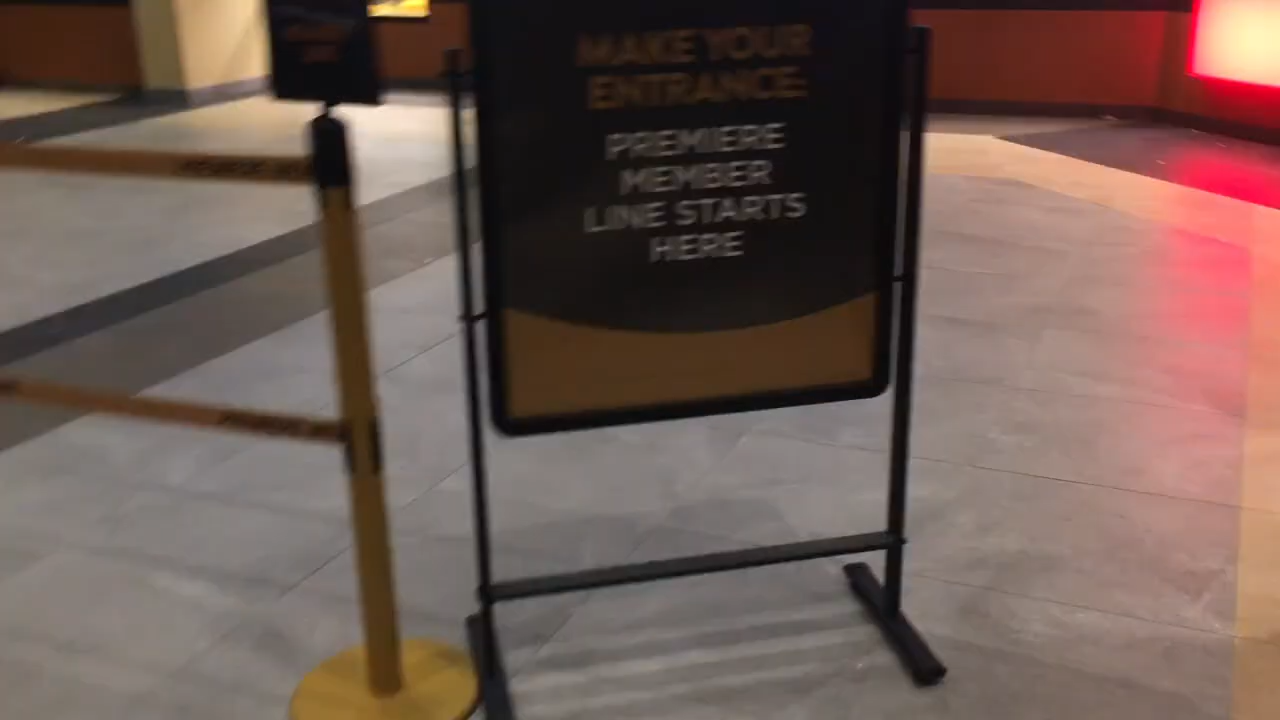 MAKE YOUR
ENTRANCE:
PREMIERE
MEMBER
LINE STARTS
HERE